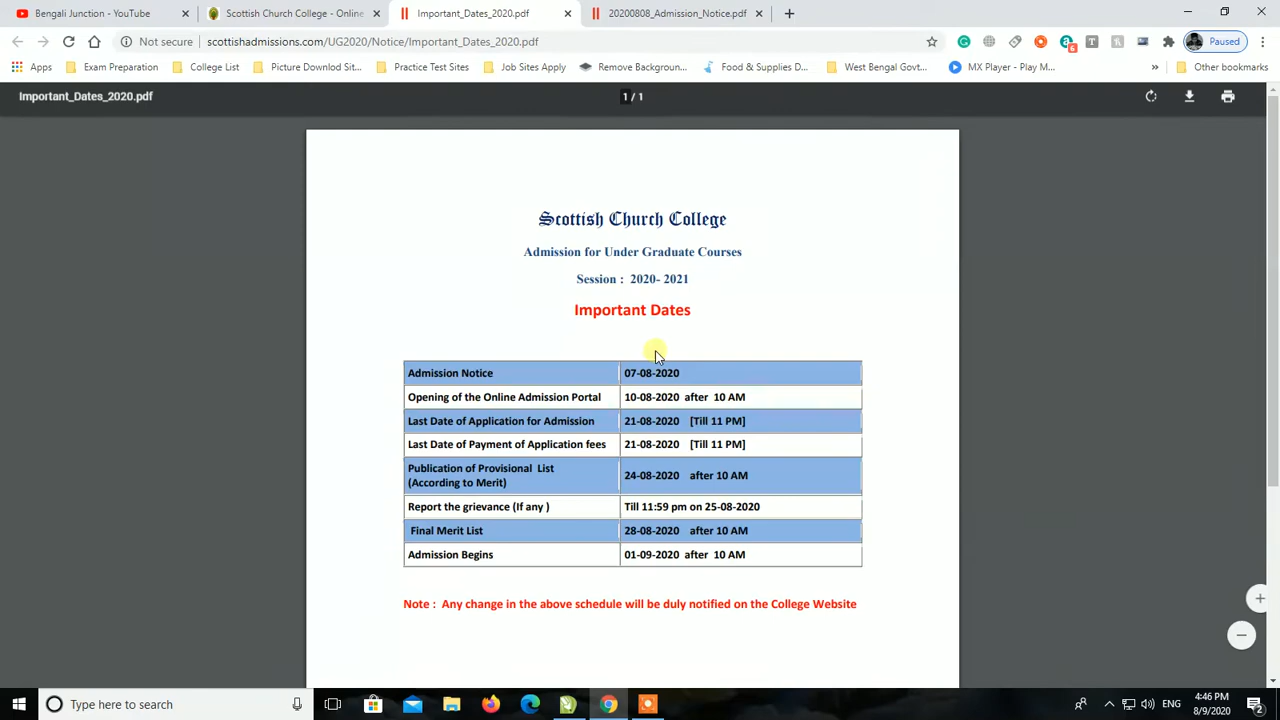 Bengali Junction - YouTube
Scottish Church College - Online
Important_Dates_2020.pdf
20200808_Admission_Notice.pdf
Not secure
scottishadmissions.com/UG2020/Notice/Important_Dates_2020.pdf
6
Paused
Apps
Exam Preparation
College List
Picture Downlod Sit...
Practice Test Sites
Job Sites Apply
Remove Backgroun...
Food & Supplies D...
West Bengal Govt...
MX Player - Play M...
Other bookmarks
Important_Dates_2020.pdf
1 / 1
Scottish Church College
Admission for Under Graduate Courses
Session : 2020- 2021
Important Dates
Admission Notice 07-08-2020
Opening of the Online Admission Portal 10-08-2020 after 10 AM
Last Date of Application for Admission 21-08-2020 [Till 11 PM]
Last Date of Payment of Application fees 21-08-2020 [Till 11 PM]
Publication of Provisional List
(According to Merit) 24-08-2020 after 10 AM
Report the grievance (If any ) Till 11:59 pm on 25-08-2020
Final Merit List 28-08-2020 after 10 AM
Admission Begins 01-09-2020 after 10 AM
Note : Any change in the above schedule will be duly notified on the College Website
Type here to search
ENG
4:46 PM
8/9/2020
2